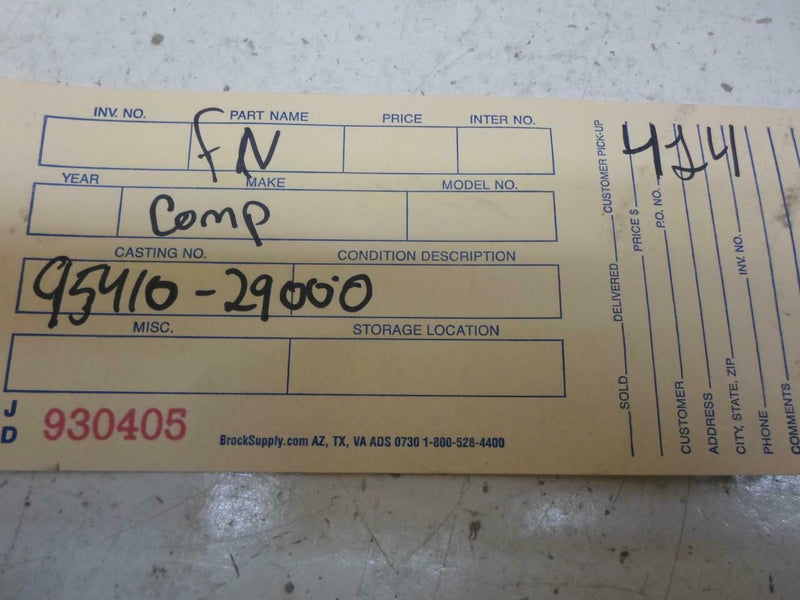 INV. NO. PART NAME PRICE INTER NO.
FN
YEAR MAKE MODEL NO.
Comp
CASTING NO. CONDITION DESCRIPTION
95410-29000
MISC. STORAGE LOCATION
J
D
930405
BrockSupply.com AZ, TX, VA ADS 0730 1-800-528-4400
SOLD DELIVERED CUSTOMER PICK-UP
PRICE $
P.O. NO.
CUSTOMER
ADDRESS
CITY, STATE, ZIP
INV. NO.
PHONE
COMMENTS
424